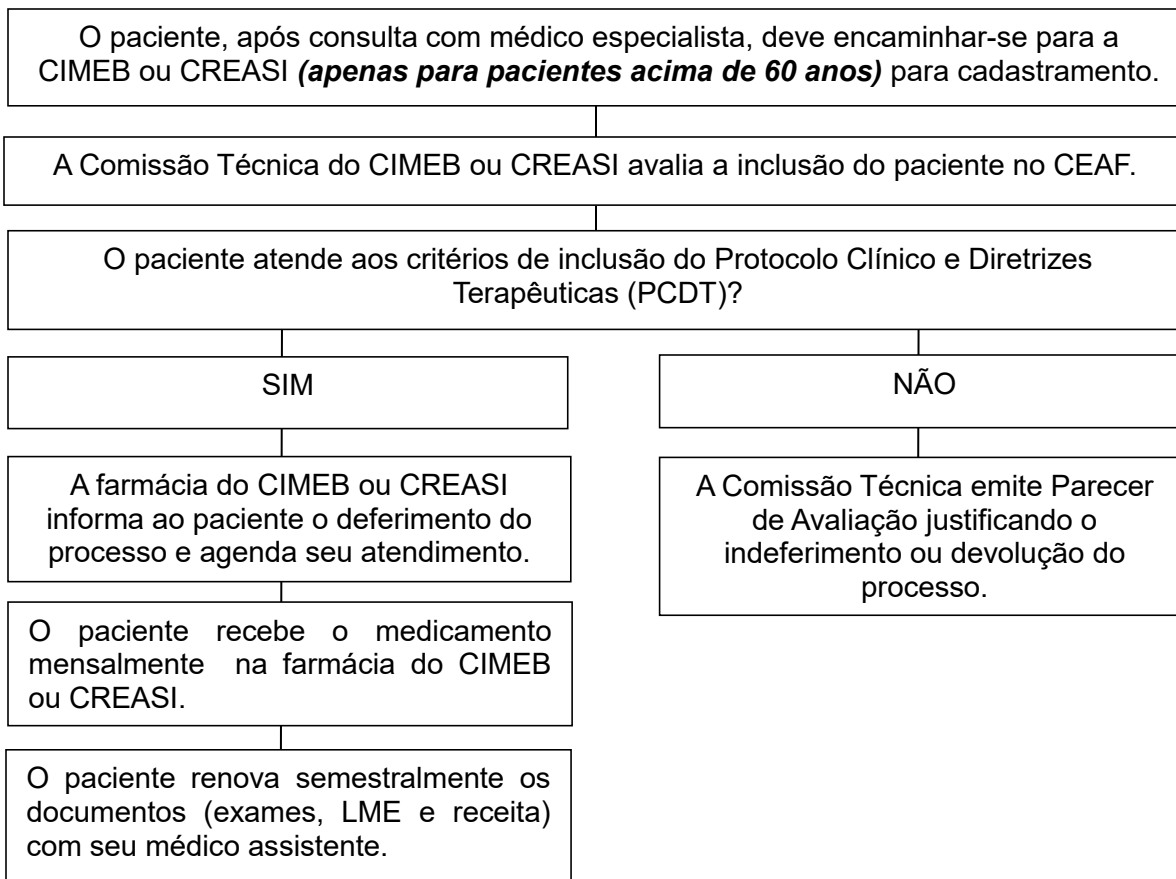 O paciente, após consulta com médico especialista, deve encaminhar-se para a
CIMEB ou CREASI (apenas para pacientes acima de 60 anos) para cadastramento.
A Comissão Técnica do CIMEB ou CREASI avalia a inclusão do paciente no CEAF.
O paciente atende aos critérios de inclusão do Protocolo Clínico e Diretrizes
Terapêuticas (PCDT)?
SIM
A farmácia do CIMEB ou CREASI
informa ao paciente o deferimento do
processo e agenda seu atendimento.
O paciente recebe o medicamento
mensalmente na farmácia do CIMEB
ou CREASI.
O paciente renova semestralmente os
documentos (exames, LME e receita)
com seu médico assistente.
NÃO
A Comissão Técnica emite Parecer
de Avaliação justificando o
indeferimento ou devolução do
processo.